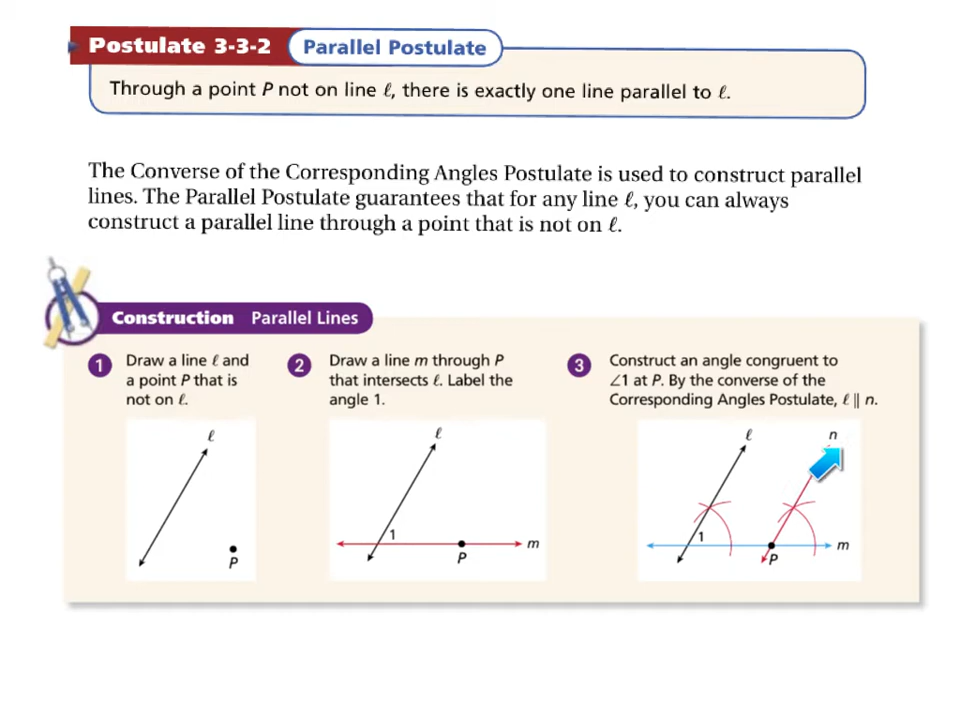 Postulate 3-3-2 Parallel Postulate
Through a point P not on line ℓ, there is exactly one line parallel to ℓ.
The Converse of the Corresponding Angles Postulate is used to construct parallel
lines. The Parallel Postulate guarantees that for any line ℓ, you can always
construct a parallel line through a point that is not on ℓ.
Construction Parallel Lines
1 Draw a line ℓ and
a point P that is
not on ℓ.
ℓ
P
2 Draw a line m through P
that intersects ℓ. Label the
angle 1.
ℓ
1
m
P
3 Construct an angle congruent to
∠1 at P. By the converse of the
Corresponding Angles Postulate, ℓ ∥ n.
ℓ n
1
m
P